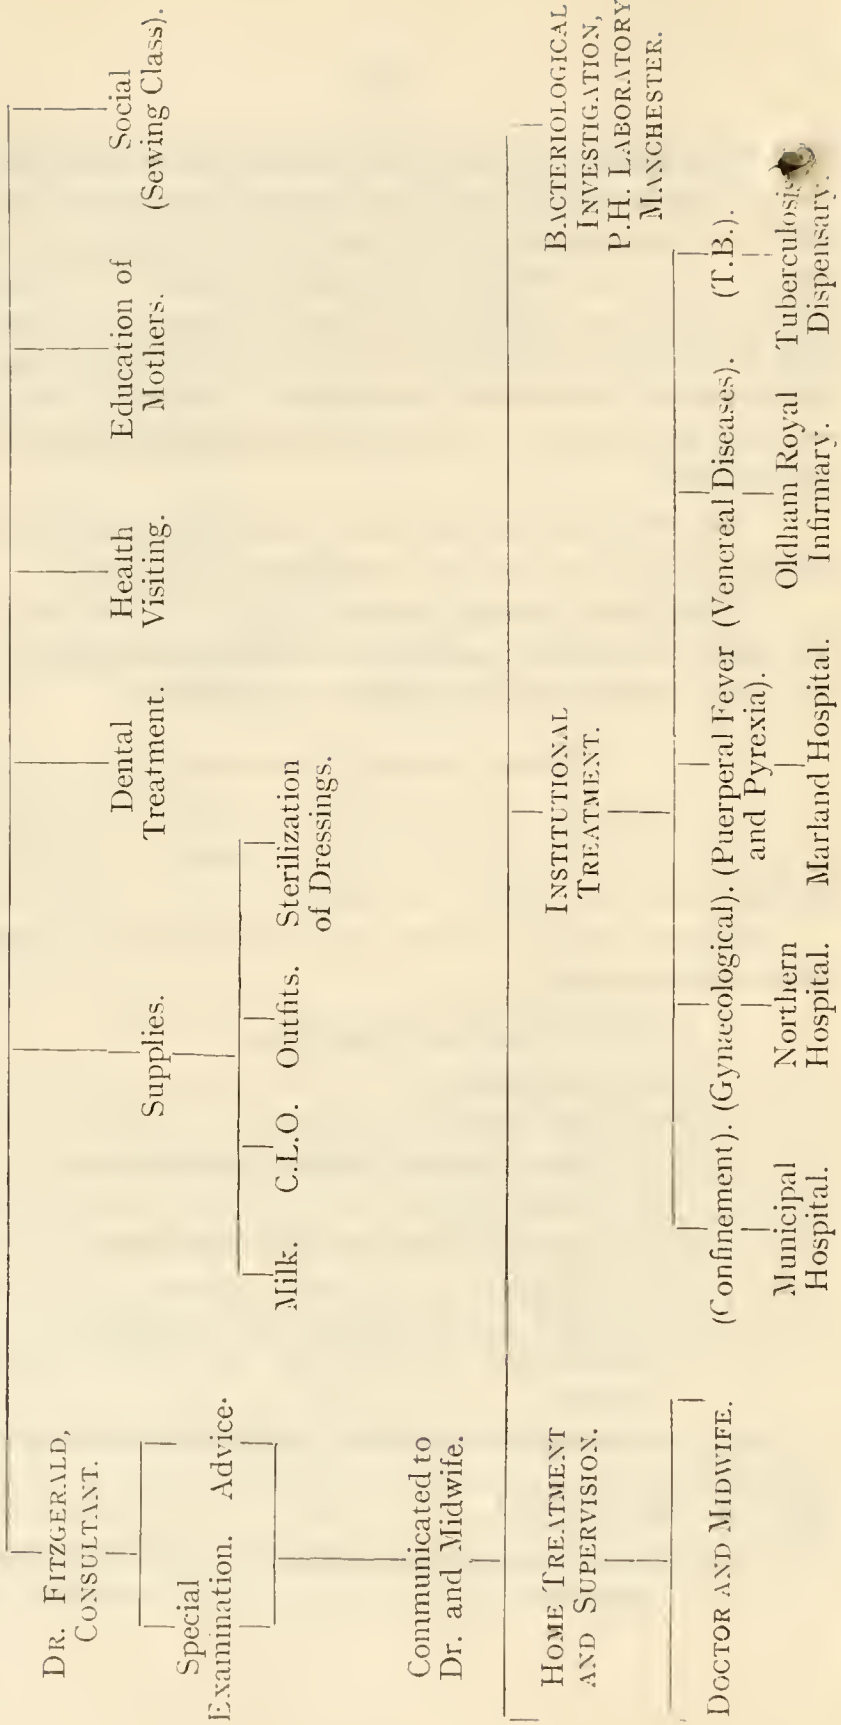 DR. FITZGERALD,
CONSULTANT.
Special
Examination. Advice.
Communicated to
Dr. and Midwife.
Supplies.
Milk. C.L.O. Outfits. Sterilization
of Dressings.
Dental
Treatment.
Health
Visiting.
Education of
Mothers.
Social
(Sewing Class).
HOME TREATMENT
AND SUPERVISION.
DOCTOR AND MIDWIFE.
INSTITUTIONAL
TREATMENT.
(Confinement). (Gynæcological). (Puerperal Fever
and Pyrexia).
(Venereal Diseases). (T.B.).
Municipal
Hospital.
Northern
Hospital.
Marland Hospital.
Oldham Royal
Infirmary.
Tuberculosis
Dispensary.
BACTERIOLOGICAL
INVESTIGATION,
P.H. LABORATORY
MANCHESTER.